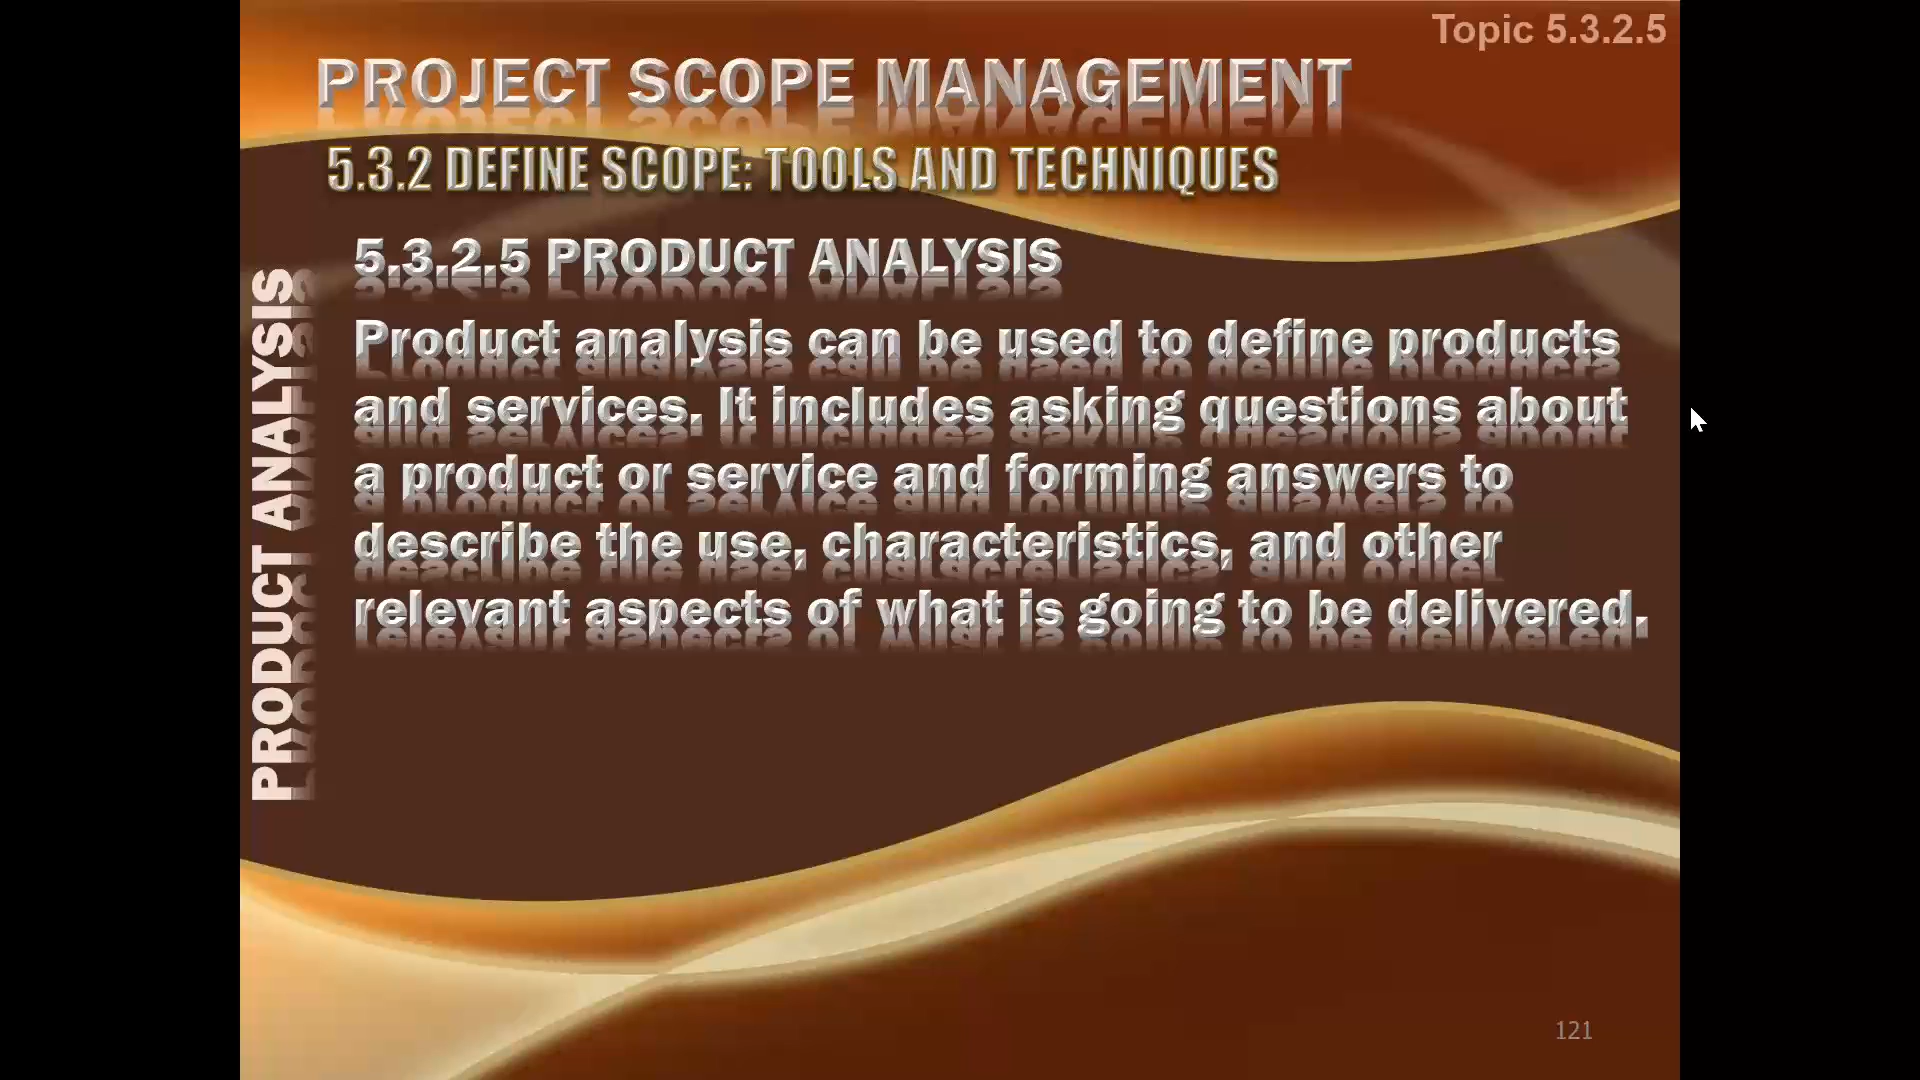 Topic 5.3.2.5
PROJECT SCOPE MANAGEMENT
5.3.2 DEFINE SCOPE: TOOLS AND TECHNIQUES
PRODUCT ANALYSIS
5.3.2.5 PRODUCT ANALYSIS
Product analysis can be used to define products
and services. It includes asking questions about
a product or service and forming answers to
describe the use, characteristics, and other
relevant aspects of what is going to be delivered.
121